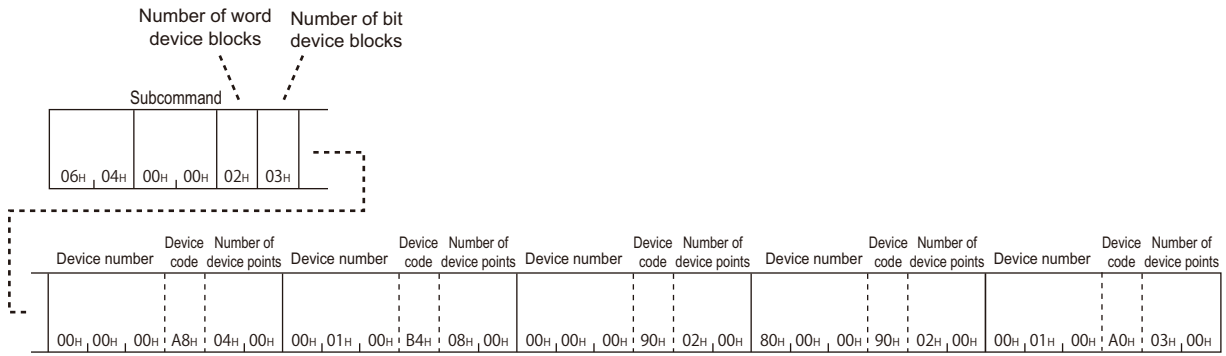 Number of word device blocks
Number of bit device blocks
Subcommand
06H 04H 00H 00H 02H 03H
Device number Device code Number of device points Device number Device code Number of device points Device number Device code Number of device points Device number Device code Number of device points Device number Device code Number of device points
00H 00H 00H A8H 04H 00H 00H 01H 00H B4H 08H 00H 00H 00H 00H 90H 02H 00H 80H 00H 00H 90H 02H 00H 00H 01H 00H A0H 03H 00H